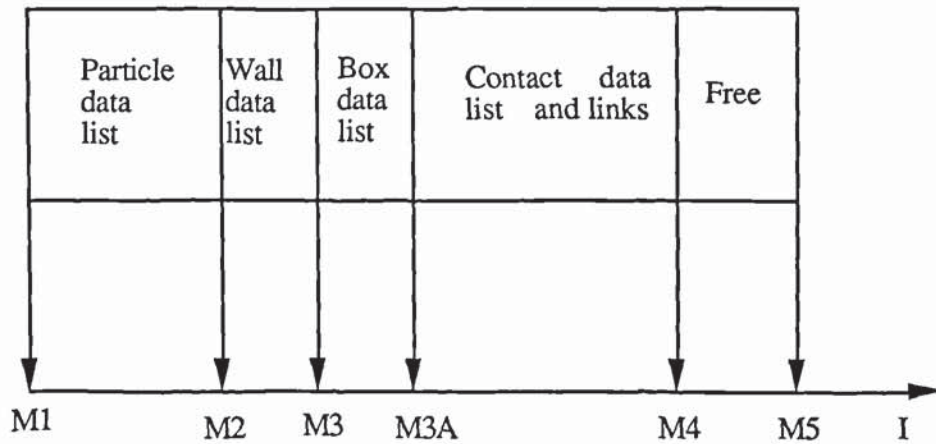 Particle
data
list
Wall
data
list
Box
data
list
Contact data
list and links
Free
M1 M2 M3 M3A M4 M5 I